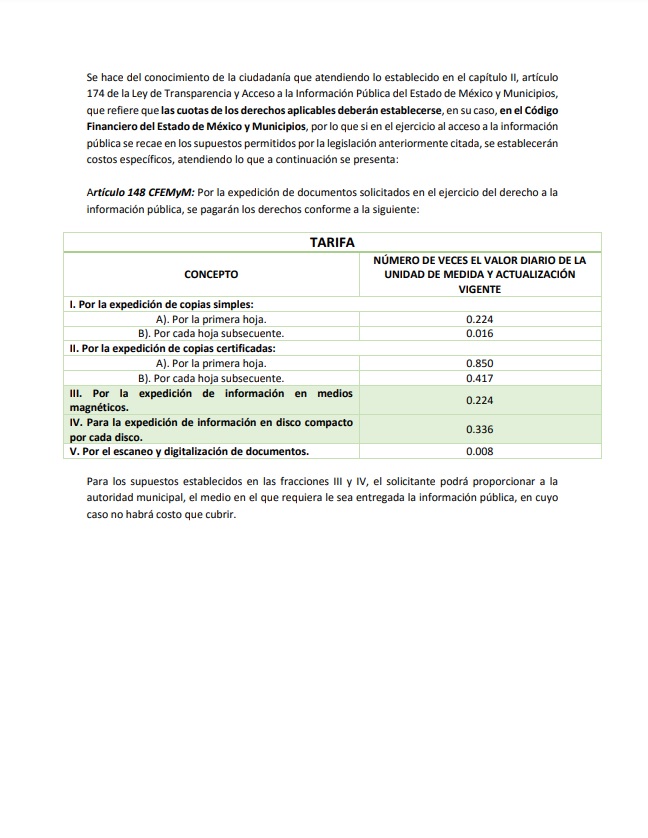 Se hace del conocimiento de la ciudadanía que atendiendo lo establecido en el capítulo II, artículo
174 de la Ley de Transparencia y Acceso a la Información Pública del Estado de México y Municipios,
que refiere que las cuotas de los derechos aplicables deberán establecerse, en su caso, en el Código
Financiero del Estado de México y Municipios, por lo que si en el ejercicio al acceso a la información
pública se recae en los supuestos permitidos por la legislación anteriormente citada, se establecerán
costos específicos, atendiendo lo que a continuación se presenta:
Artículo 148 CFEMyM: Por la expedición de documentos solicitados en el ejercicio del derecho a la
información pública, se pagarán los derechos conforme a la siguiente:
TARIFA
CONCEPTO
NÚMERO DE VECES EL VALOR DIARIO DE LA
UNIDAD DE MEDIDA Y ACTUALIZACIÓN
VIGENTE
I. Por la expedición de copias simples:
A). Por la primera hoja. 0.224
B). Por cada hoja subsecuente. 0.016
II. Por la expedición de copias certificadas:
A). Por la primera hoja. 0.850
B). Por cada hoja subsecuente. 0.417
III. Por la expedición de información en medios
magnéticos.
0.224
IV. Para la expedición de información en disco compacto
por cada disco.
0.336
V. Por el escaneo y digitalización de documentos. 0.008
Para los supuestos establecidos en las fracciones III y IV, el solicitante podrá proporcionar a la
autoridad municipal, el medio en el que requiera le sea entregada la información pública, en cuyo
caso no habrá costo que cubrir.